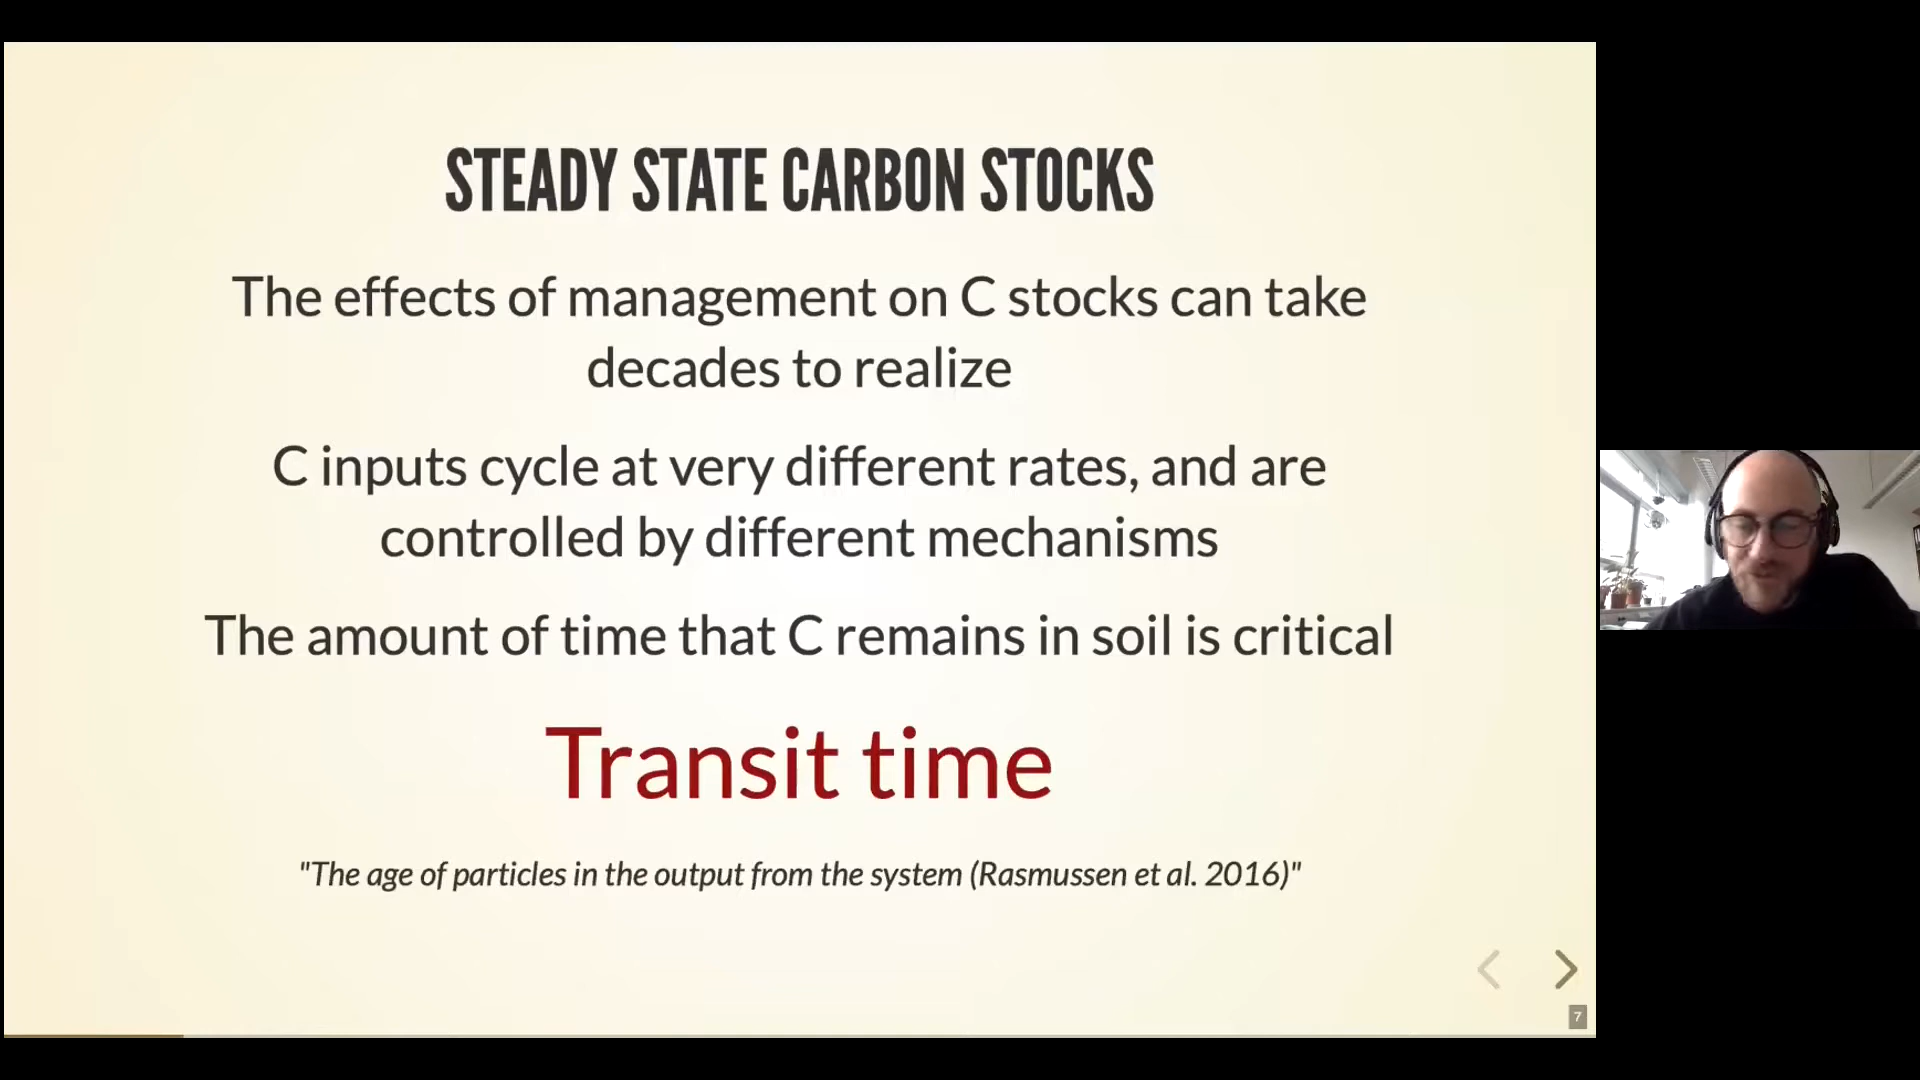 STEADY STATE CARBON STOCKS
The effects of management on C stocks can take
decades to realize
C inputs cycle at very different rates, and are
controlled by different mechanisms
The amount of time that C remains in soil is critical
Transit time
"The age of particles in the output from the system (Rasmussen et al. 2016)"
7